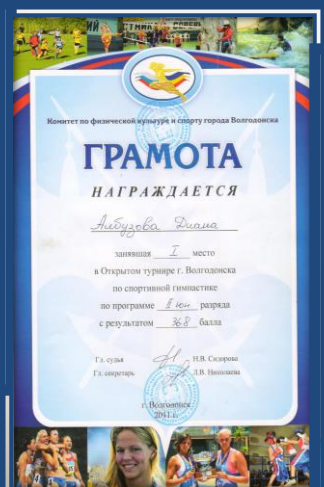 Комитет по физической культуре и спорту города Волгодонска
ГРАМОТА
НАГРАЖДАЕТСЯ
Албузова Диана
занявшая I место
в Открытом турнире г. Волгодонска
по спортивной гимнастике
по программе II юн разряда
с результатом 36.8 балла
Гл. судья Н.В. Сидорова
Гл. секретарь Л.В. Николаева
г. Волгодонск
2011 г.